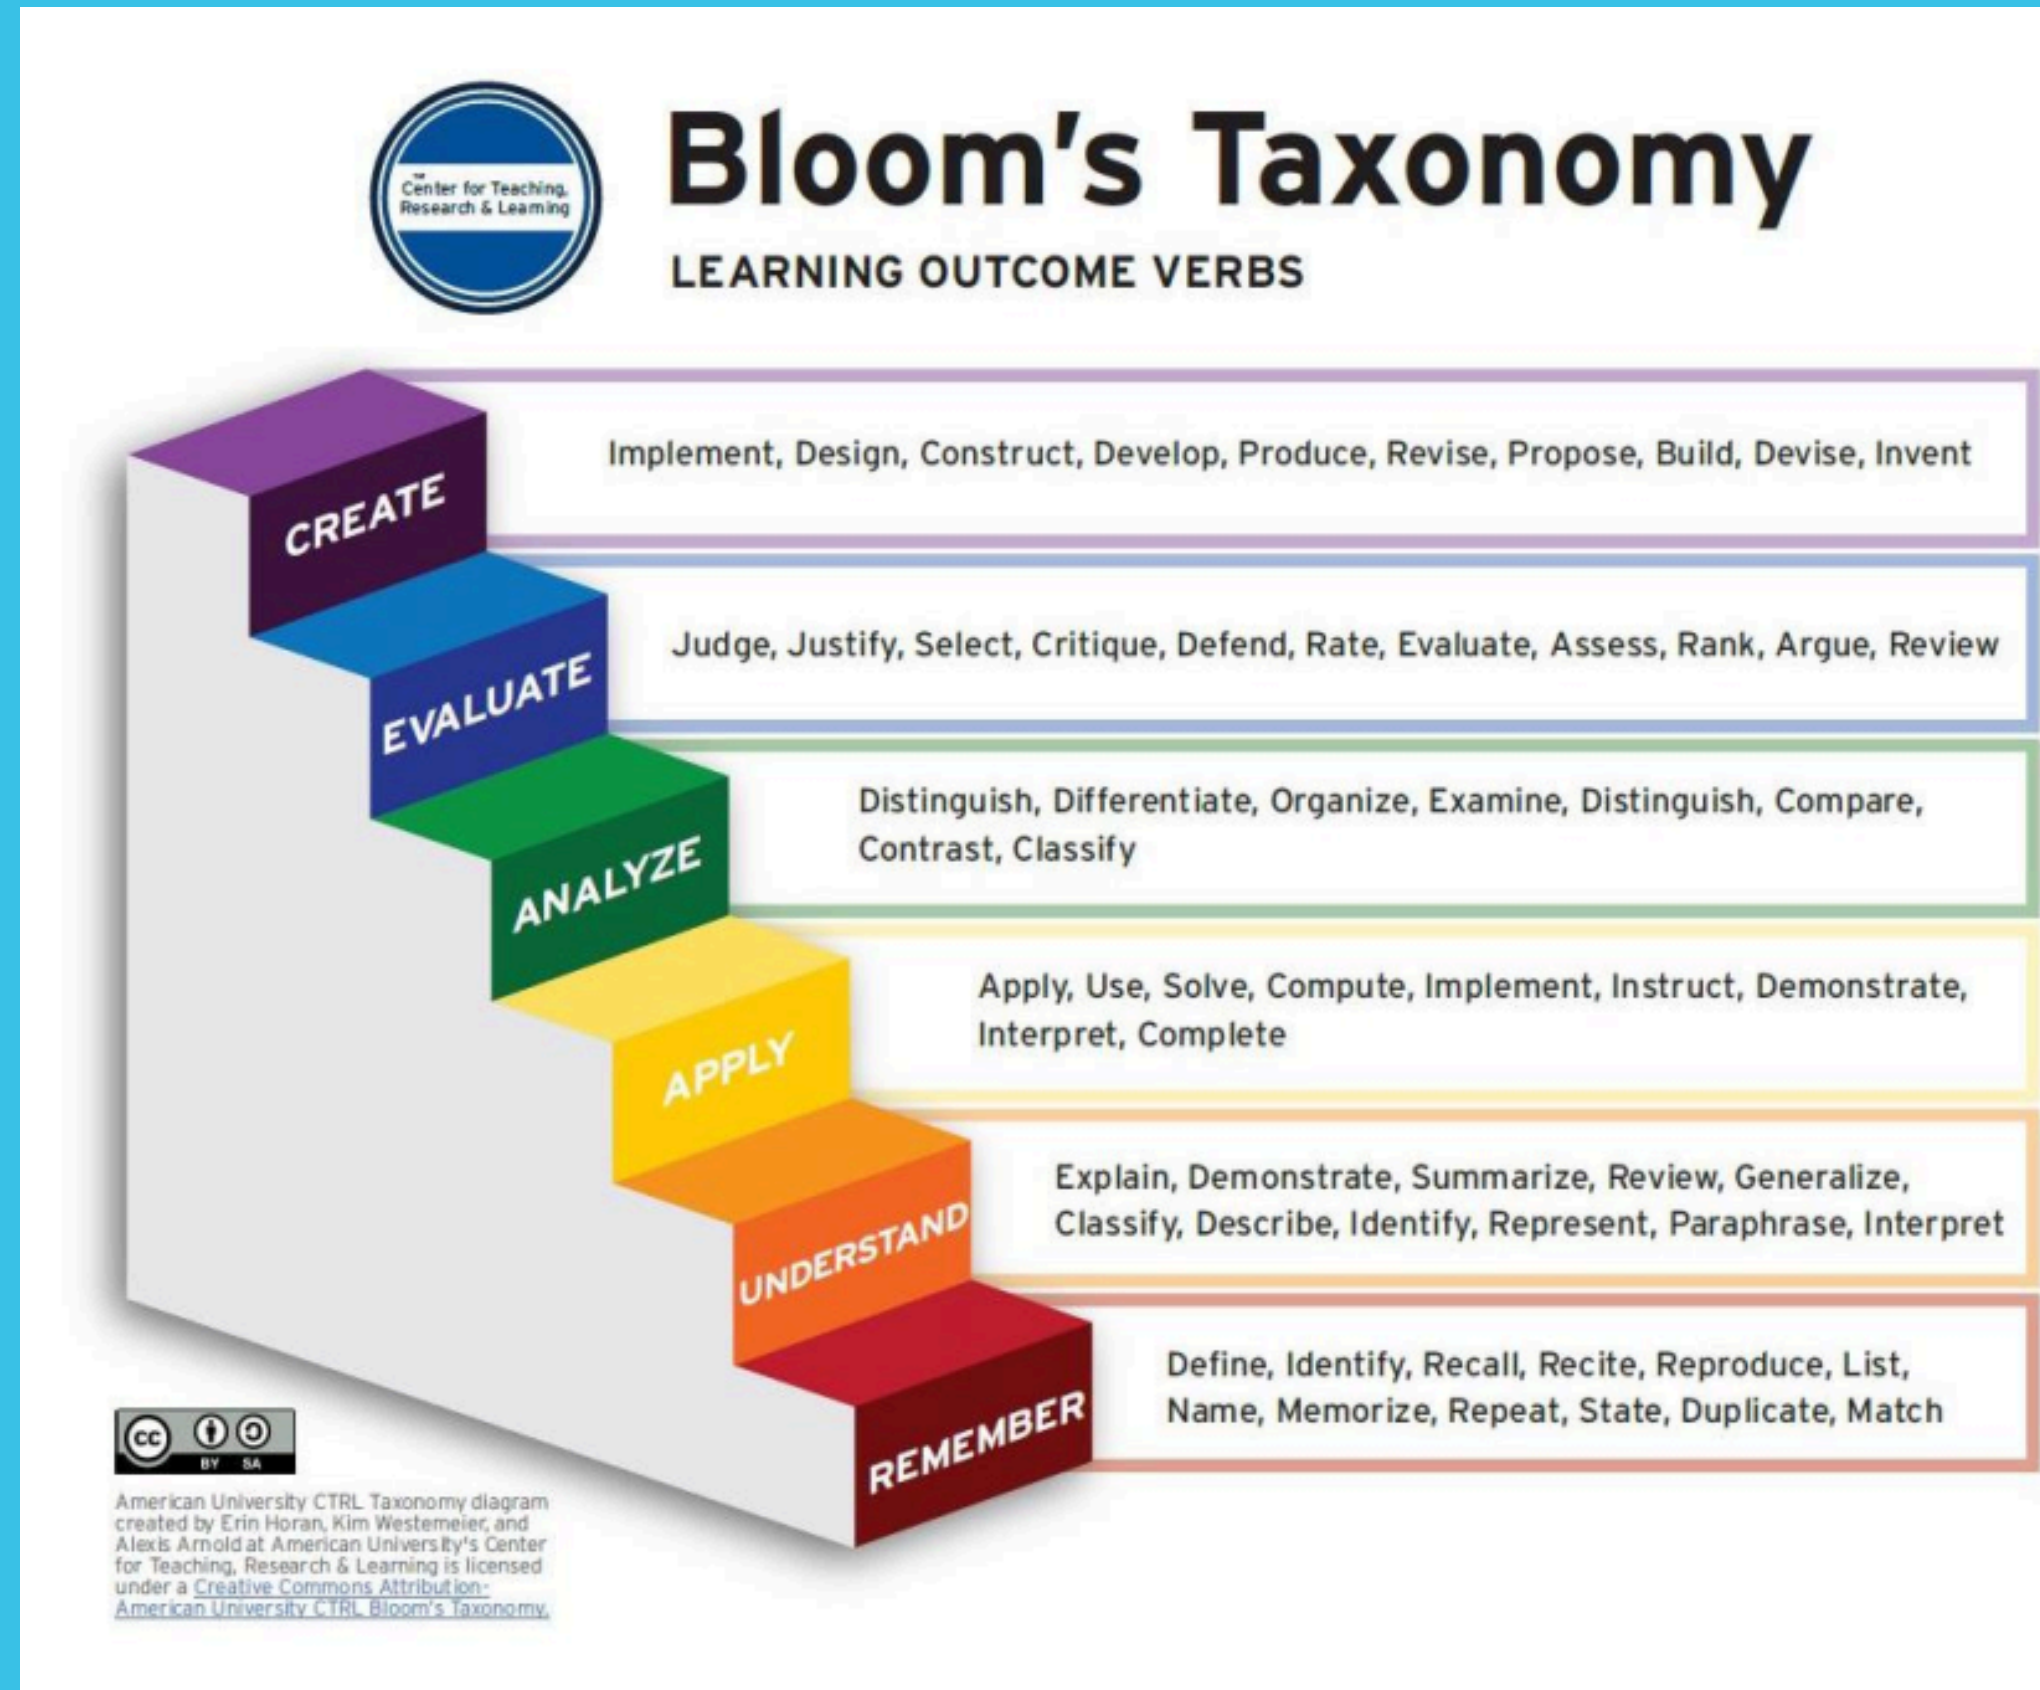 The
Center for Teaching,
Research & Learning
Bloom's Taxonomy
LEARNING OUTCOME VERBS
CREATE
Implement, Design, Construct, Develop, Produce, Revise, Propose, Build, Devise, Invent
EVALUATE
Judge, Justify, Select, Critique, Defend, Rate, Evaluate, Assess, Rank, Argue, Review
ANALYZE
Distinguish, Differentiate, Organize, Examine, Distinguish, Compare,
Contrast, Classify
APPLY
Apply, Use, Solve, Compute, Implement, Instruct, Demonstrate,
Interpret, Complete
UNDERSTAND
Explain, Demonstrate, Summarize, Review, Generalize,
Classify, Describe, Identify, Represent, Paraphrase, Interpret
REMEMBER
Define, Identify, Recall, Recite, Reproduce, List,
Name, Memorize, Repeat, State, Duplicate, Match
cc
BY SA
American University CTRL Taxonomy diagram
created by Erin Horan, Kim Westemeier, and
Alexis Arnold at American University's Center
for Teaching, Research & Learning is licensed
under a Creative Commons Attribution-
American University CTRL Bloom's Taxonomy.